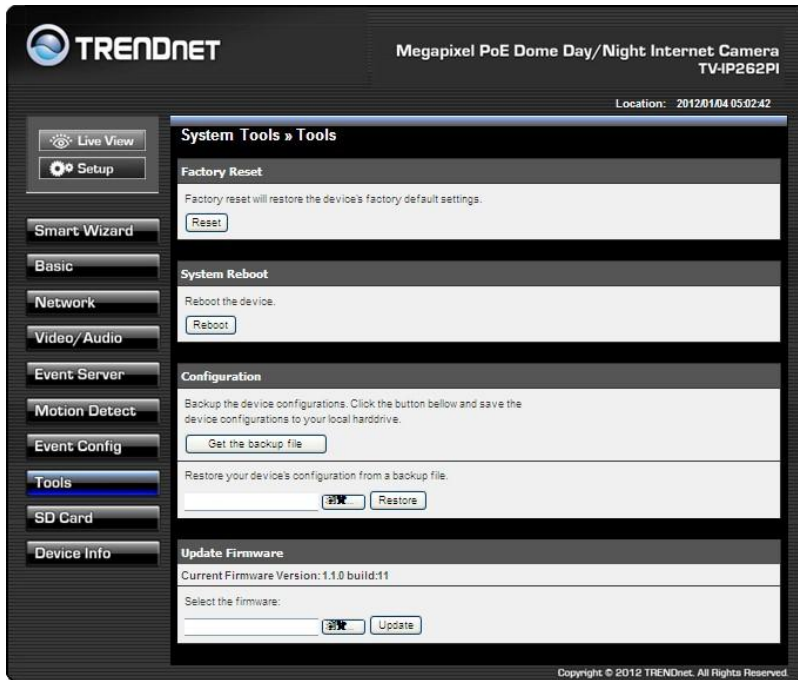 TRENDNET
Megapixel PoE Dome Day/Night Internet Camera
TV-IP262PI
Location: 2012/01/04 05:02:42
Live View
Setup
Smart Wizard
Basic
Network
Video/Audio
Event Server
Motion Detect
Event Config
Tools
SD Card
Device Info
System Tools » Tools
Factory Reset
Factory reset will restore the device's factory default settings.
Reset
System Reboot
Reboot the device.
Reboot
Configuration
Backup the device configurations. Click the button bellow and save the
device configurations to your local harddrive.
Get the backup file
Restore your device's configuration from a backup file.
Restore
Update Firmware
Current Firmware Version: 1.1.0 build:11
Select the firmware:
Update
Copyright © 2012 TRENDnet. All Rights Reserved.